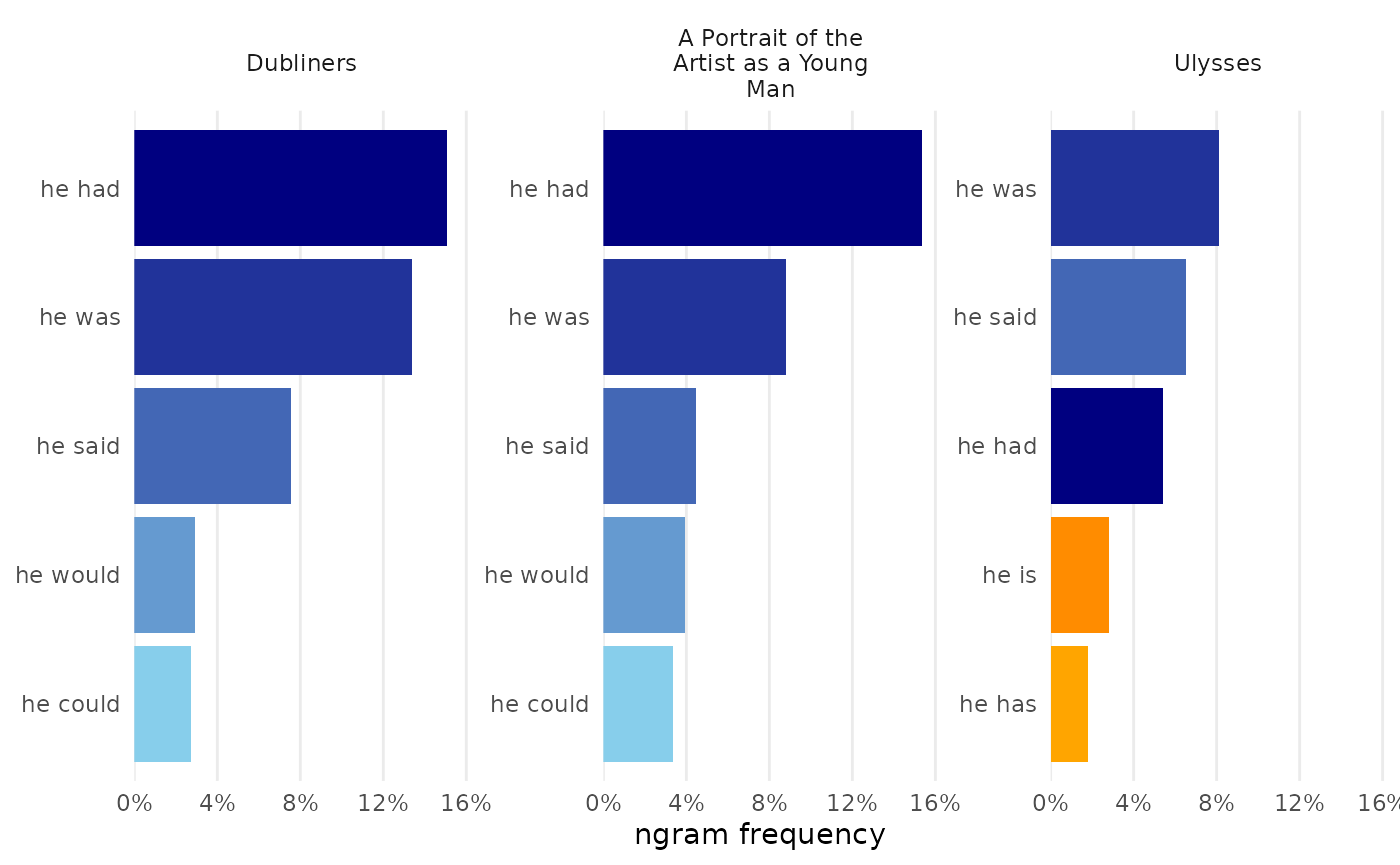 Dubliners
he had
he was
he said
he would
he could
0% 4% 8% 12% 16%
A Portrait of the
Artist as a Young
Man
he had
he was
he said
he would
he could
0% 4% 8% 12% 16%
Ulysses
he was
he said
he had
he is
he has
0% 4% 8% 12% 16%
ngram frequency